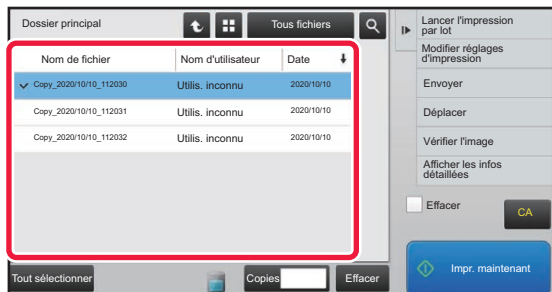 Dossier principal
Tous fichiers
Nom de fichier Nom d'utilisateur Date
Copy_2020/10/10_112030 Utilis. inconnu 2020/10/10
Copy_2020/10/10_112031 Utilis. inconnu 2020/10/10
Copy_2020/10/10_112032 Utilis. inconnu 2020/10/10
Tout sélectionner
Copies
Effacer
Lancer l'impression
par lot
Modifier réglages
d'impression
Envoyer
Déplacer
Vérifier l'image
Afficher les infos
détaillées
Effacer
CA
Impr. maintenant